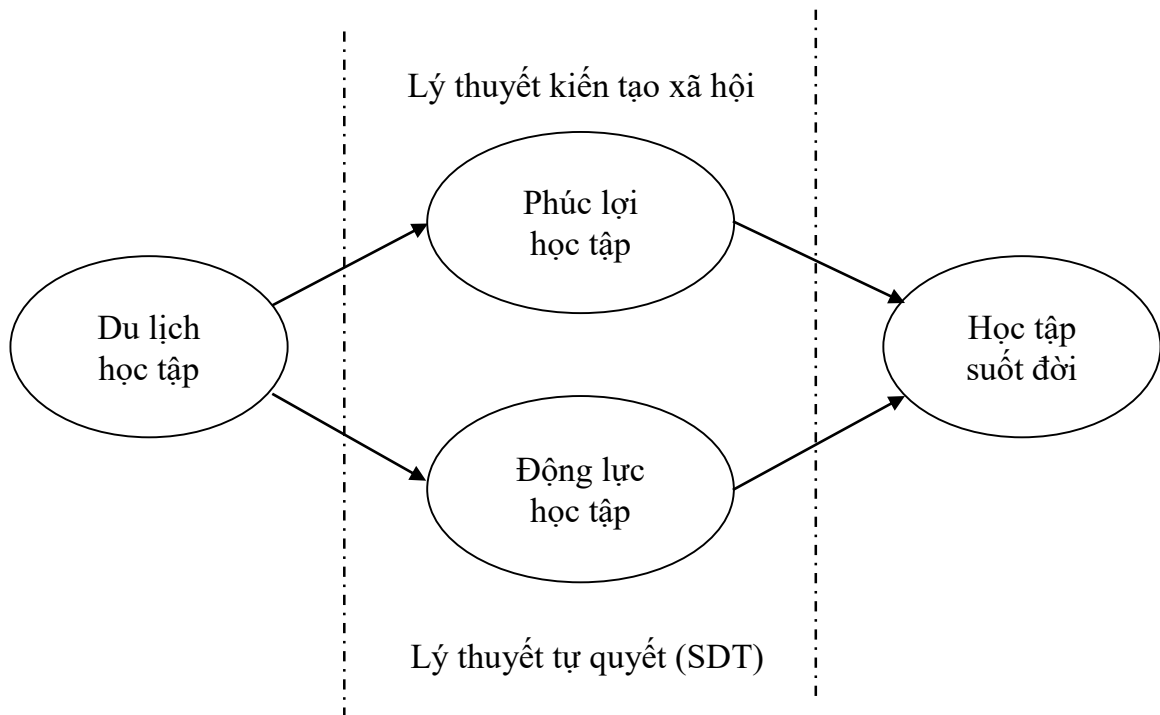 Lý thuyết kiến tạo xã hội
Phúc lợi
học tập
Du lịch
học tập
Học tập
suốt đời
Động lực
học tập
Lý thuyết tự quyết (SDT)